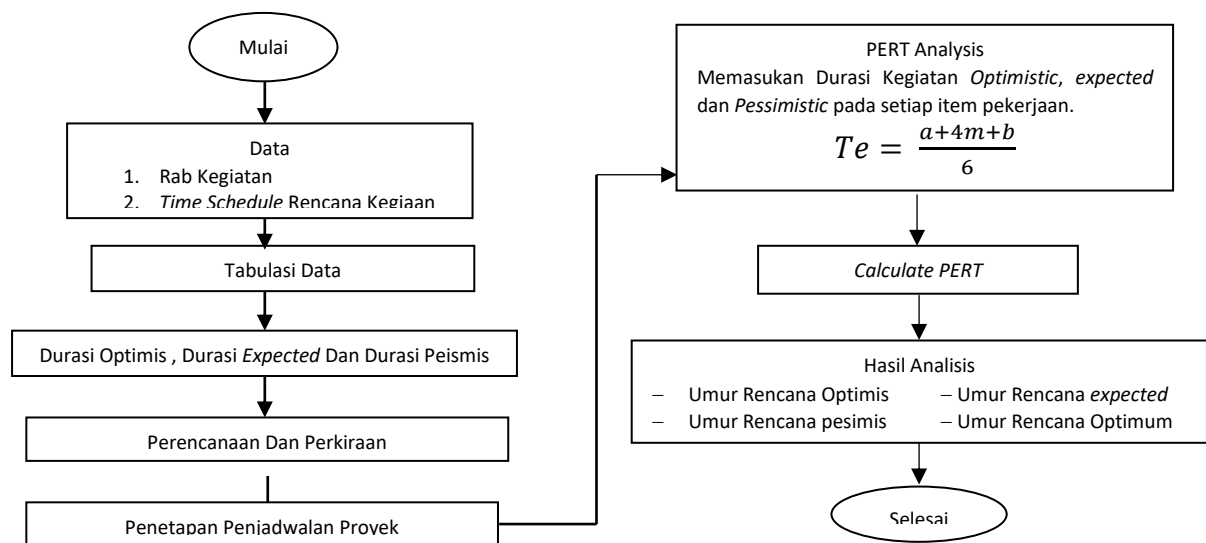 Mulai
Data
1. Rab Kegiatan
2. Time Schedule Rencana Kegiaan
Tabulasi Data
Durasi Optimis , Durasi Expected Dan Durasi Peismis
Perencanaan Dan Perkiraan
Penetapan Penjadwalan Proyek
PERT Analysis
Memasukan Durasi Kegiatan Optimistic, expected
dan Pessimistic pada setiap item pekerjaan.
Te = \frac{a+4m+b}{6}
Calculate PERT
Hasil Analisis
– Umur Rencana Optimis – Umur Rencana expected
– Umur Rencana pesimis – Umur Rencana Optimum
Selesai